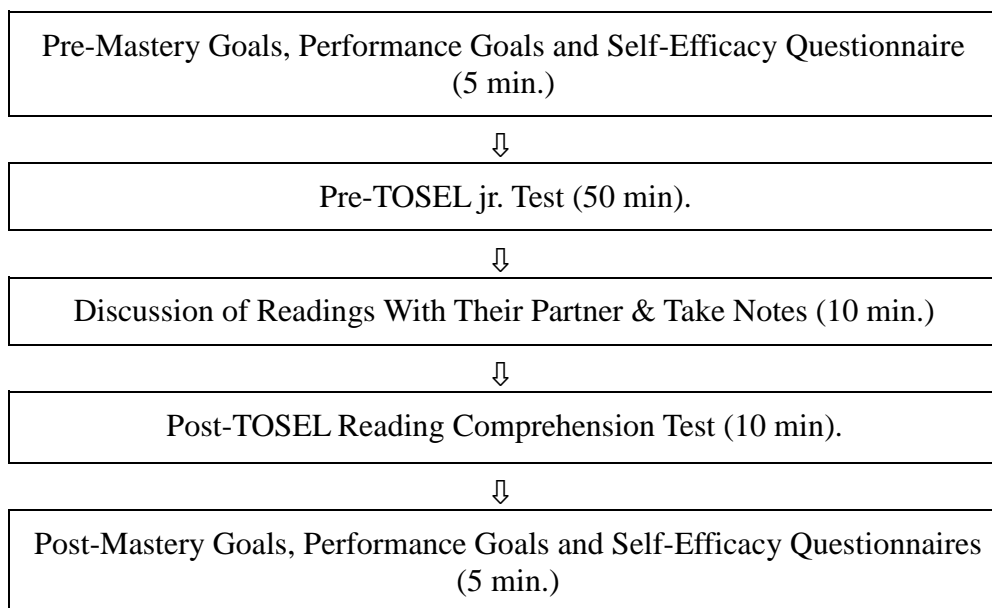 Pre-Mastery Goals, Performance Goals and Self-Efficacy Questionnaire
(5 min.)
⇩
Pre-TOSEL jr. Test (50 min).
⇩
Discussion of Readings With Their Partner & Take Notes (10 min.)
⇩
Post-TOSEL Reading Comprehension Test (10 min).
⇩
Post-Mastery Goals, Performance Goals and Self-Efficacy Questionnaires
(5 min.)